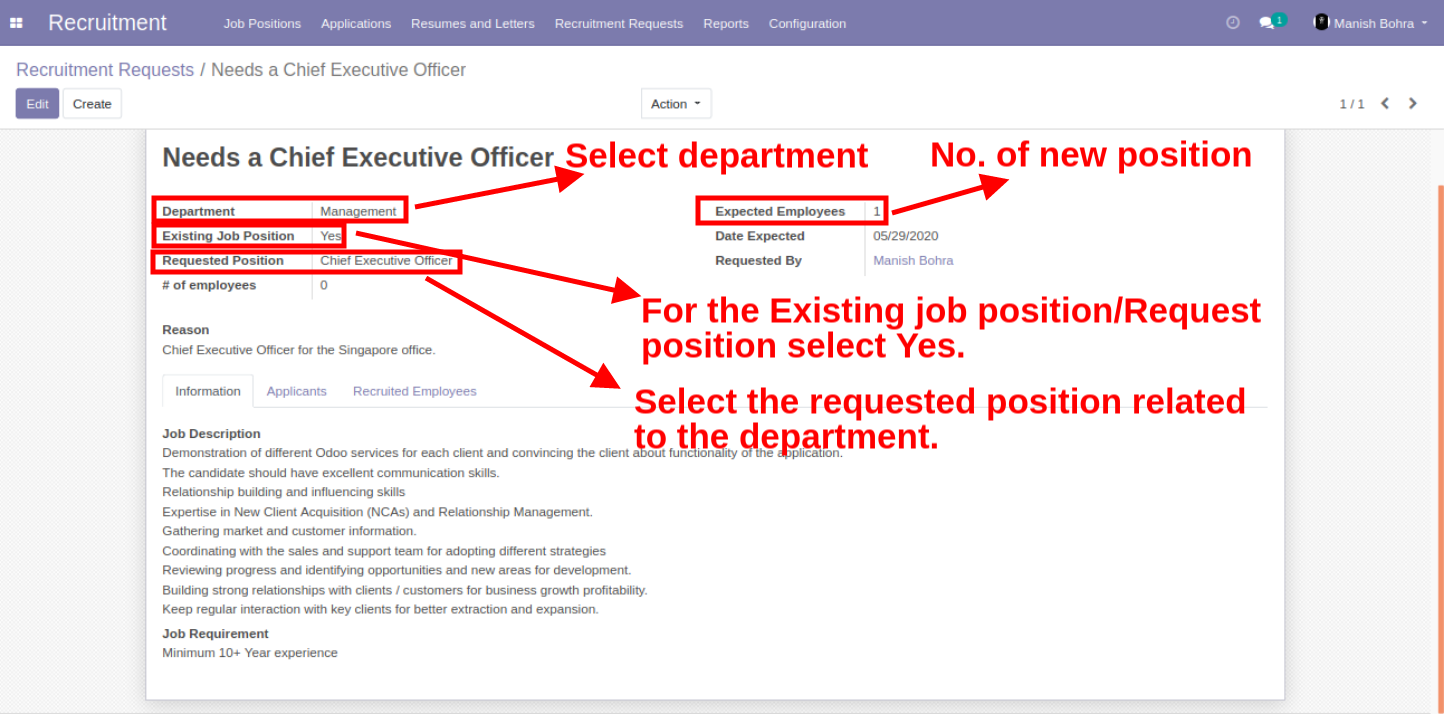 Recruitment Job Positions Applications Resumes and Letters Recruitment Requests Reports Configuration 1 Manish Bohra
Recruitment Requests / Needs a Chief Executive Officer
Edit Create Action 1 / 1
Needs a Chief Executive Officer Select department No. of new position
Department Management Expected Employees 1
Existing Job Position Yes Date Expected 05/29/2020
Requested Position Chief Executive Officer Requested By Manish Bohra
# of employees 0
For the Existing job position/Request
position select Yes.
Reason
Chief Executive Officer for the Singapore office.
Information Applicants Recruited Employees
Select the requested position related
to the department.
Job Description
Demonstration of different Odoo services for each client and convincing the client about functionality of the application.
The candidate should have excellent communication skills.
Relationship building and influencing skills
Expertise in New Client Acquisition (NCAs) and Relationship Management.
Gathering market and customer information.
Coordinating with the sales and support team for adopting different strategies
Reviewing progress and identifying opportunities and new areas for development.
Building strong relationships with clients / customers for business growth profitability.
Keep regular interaction with key clients for better extraction and expansion.
Job Requirement
Minimum 10+ Year experience